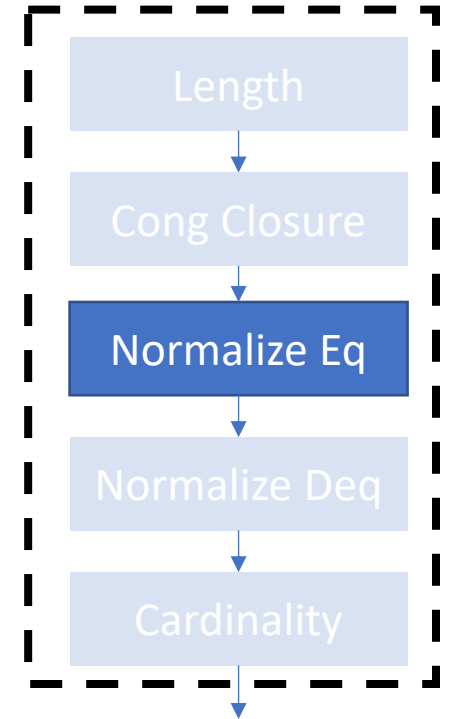 Length
Cong Closure
Normalize Eq
Normalize Deq
Cardinality